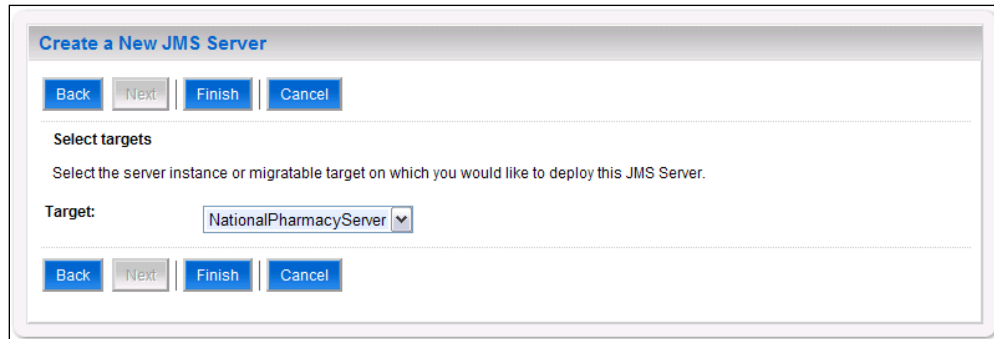 Create a New JMS Server
Back Next Finish Cancel
Select targets
Select the server instance or migratable target on which you would like to deploy this JMS Server.
Target: NationalPharmacyServer
Back Next Finish Cancel